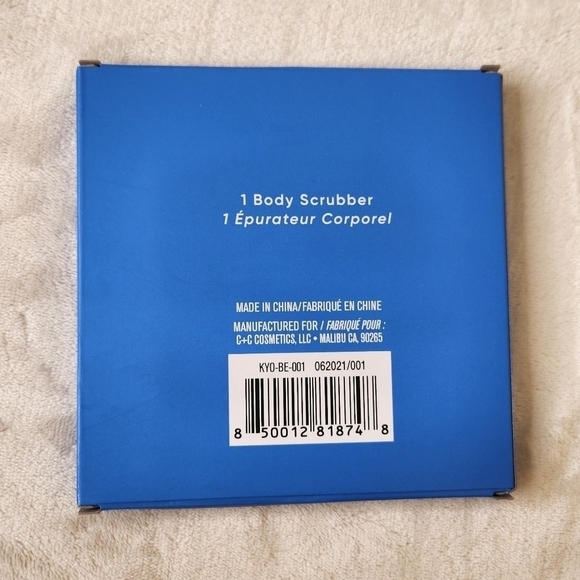 1 Body Scrubber
1 Épurateur Corporel
MADE IN CHINA/FABRIQUÉ EN CHINE
MANUFACTURED FOR / FABRIQUÉ POUR :
C+C COSMETICS, LLC • MALIBU CA, 90265
KYO-BE-001 062021/001
8 50012 81874 8